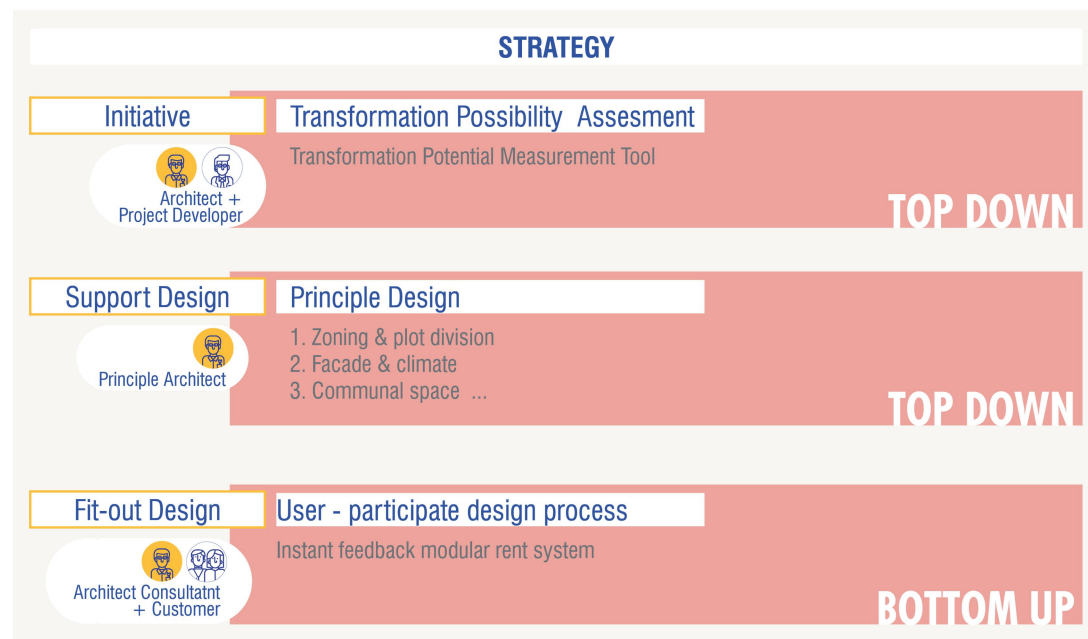 STRATEGY
Initiative
Transformation Possibility Assesment
Transformation Potential Measurement Tool
Architect +
Project Developer
TOP DOWN
Support Design
Principle Design
1. Zoning & plot division
2. Facade & climate
3. Communal space ...
Principle Architect
TOP DOWN
Fit-out Design
User - participate design process
Instant feedback modular rent system
Architect Consultatnt
+ Customer
BOTTOM UP